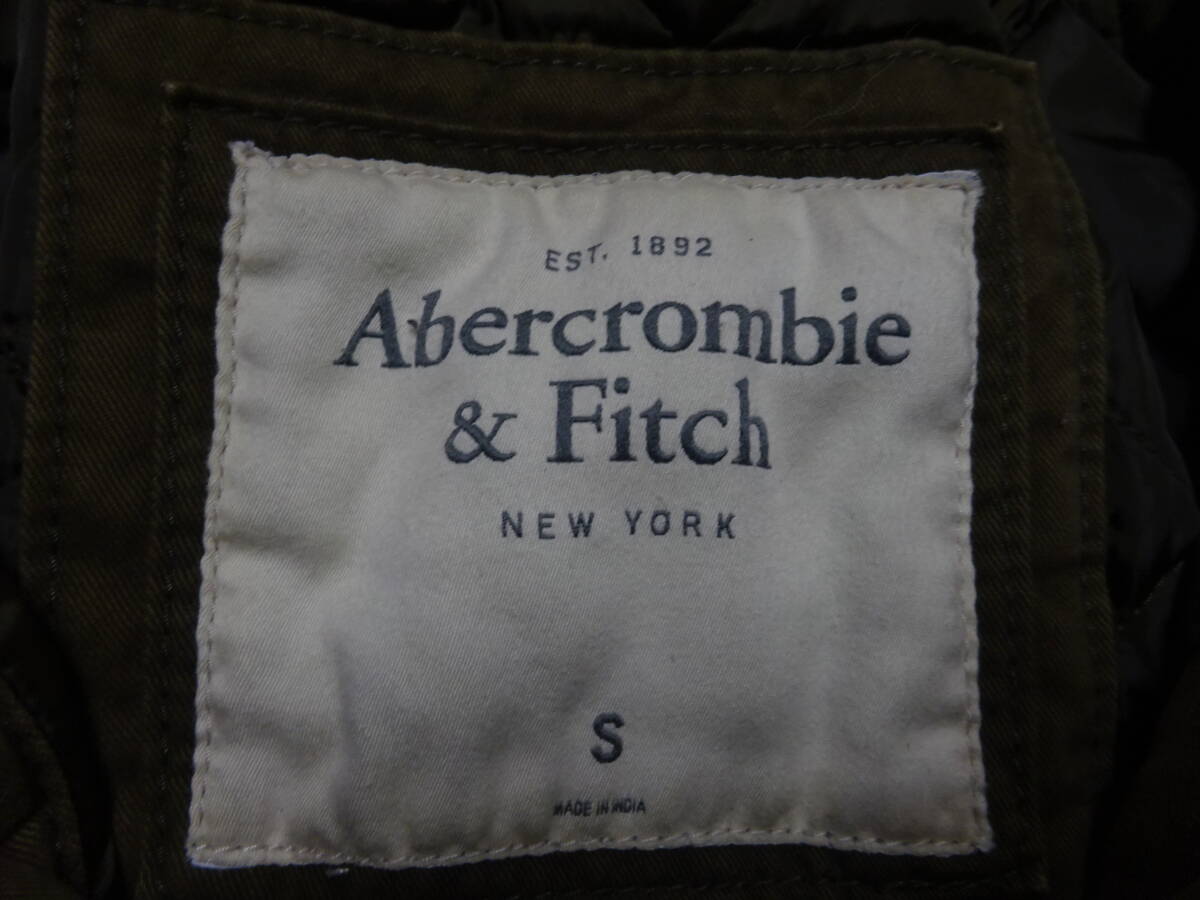 EST. 1892
Abercrombie
& Fitch
NEW YORK
S
MADE IN INDIA